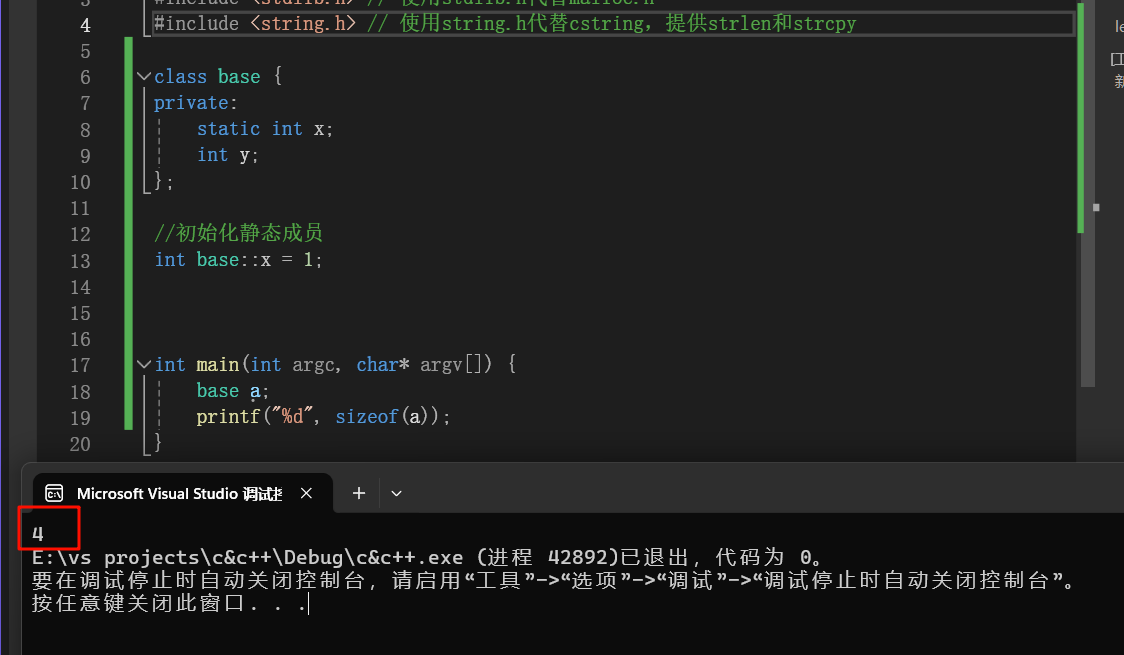 #include <stdlib.h> // 使用stdlib.h代替malloc.h
4 #include <string.h> // 使用string.h代替cstring，提供strlen和strcpy
5
6 class base {
7 private:
8 static int x;
9 int y;
10 };
11
12 //初始化静态成员
13 int base::x = 1;
14
15
16
17 int main(int argc, char* argv[]) {
18 base a;
19 printf("%d", sizeof(a));
20 }
Microsoft Visual Studio 调试
4
E:\vs projects\c&c++\Debug\c&c++.exe (进程 42892)已退出，代码为 0。
要在调试停止时自动关闭控制台，请启用“工具”->“选项”->“调试”->“调试停止时自动关闭控制台”。
按任意键关闭此窗口. . .